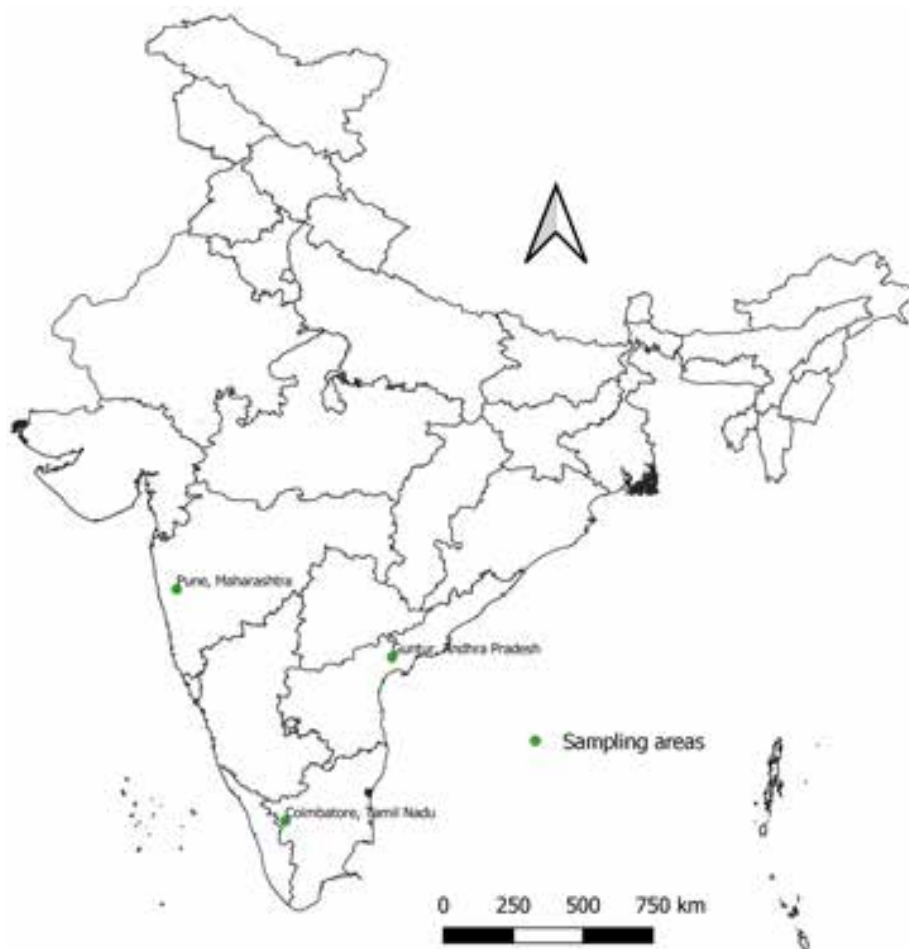 Pune, Maharashtra
Guntur, Andhra Pradesh
Sampling areas
Coimbatore, Tamil Nadu
0 250 500 750 km